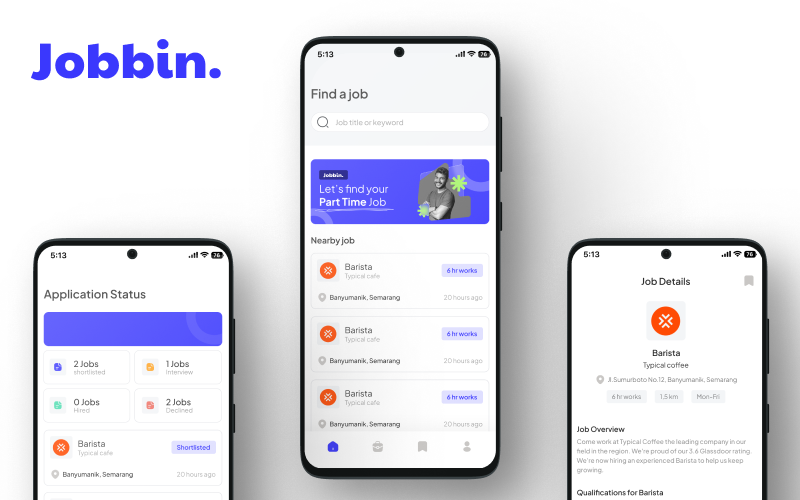 Jobbin.
5:13
76
Find a job
Job title or keyword
Jobbin.
Let's find your
Part Time Job
Nearby job
Barista
Typical cafe
6 hr works
Banyumanik, Semarang
20 hours ago
Barista
Typical cafe
6 hr works
Banyumanik, Semarang
20 hours ago
Barista
Typical cafe
6 hr works
Banyumanik, Semarang
20 hours ago
5:13
76
Application Status
2 Jobs
shortlisted
1 Jobs
Interview
0 Jobs
Hired
2 Jobs
Declined
Barista
Typical cafe
Shortlisted
Banyumanik, Semarang
20 hours ago
5:13
76
Job Details
Barista
Typical coffee
Jl.Sumurboto No.12, Banyumanik, Semarang
6 hr works
1.5 km
Mon-Fri
Job Overview
Come work at Typical Coffee the leading company in our
field in the region. We're proud of our 3.6 Glassdoor rating.
We're now hiring an experienced Barista to help us keep
growing.
Qualifications for Barista